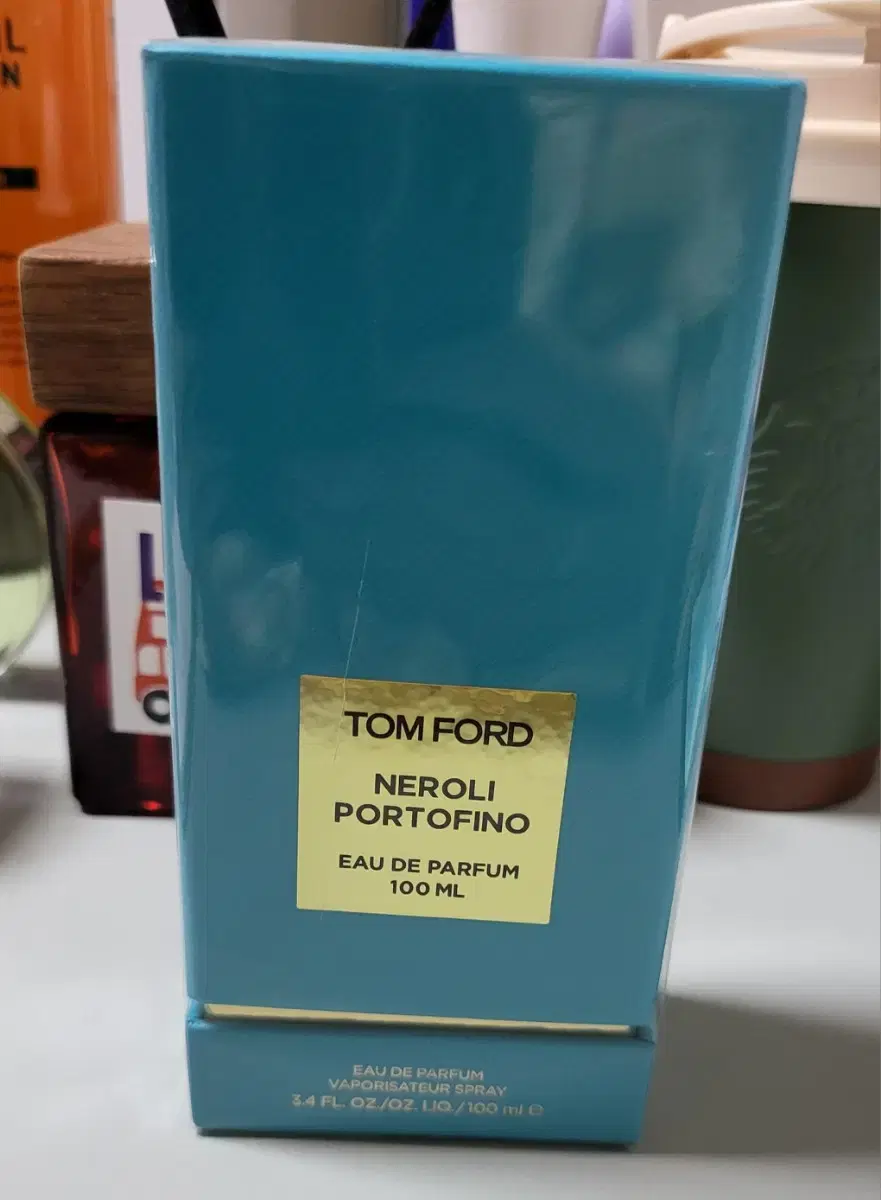 L
N
TOM FORD
NEROLI
PORTOFINO
EAU DE PARFUM
100 ML
EAU DE PARFUM
VAPORISATEUR SPRAY
3.4 FL. OZ./OZ. LIQ./100 ml ℮